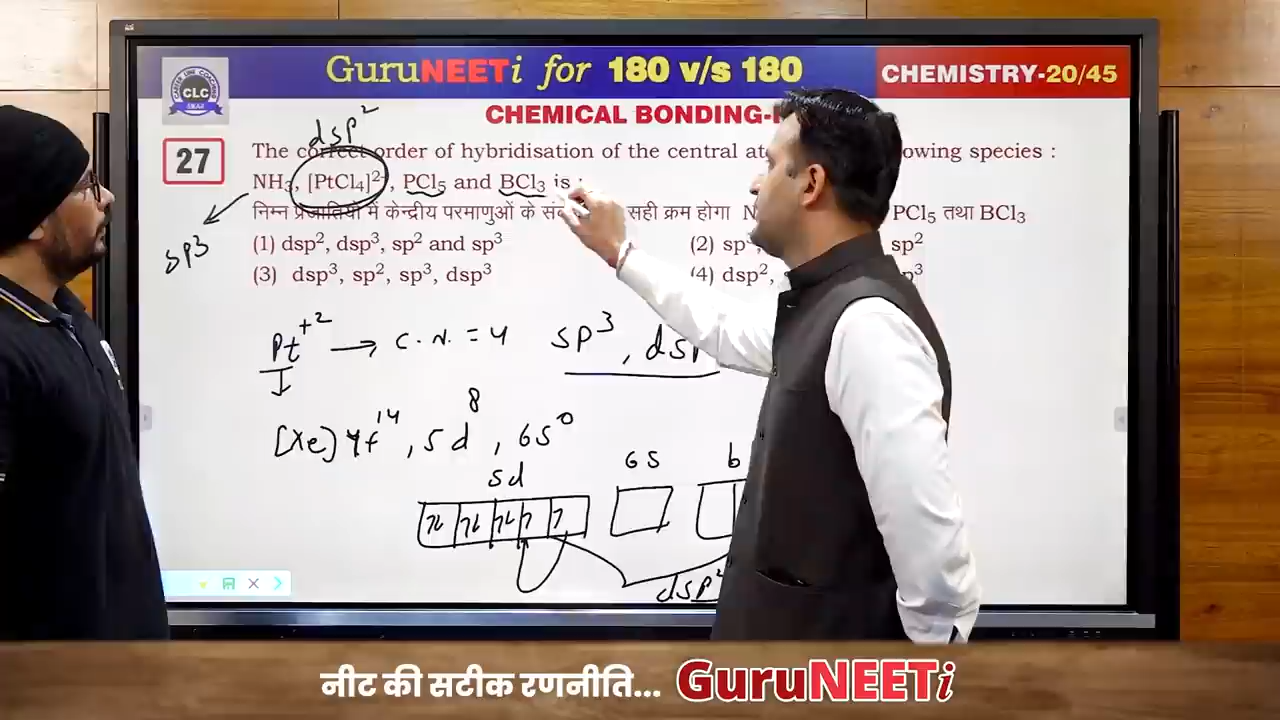 GuruNEETi for 180 v/s 180
CHEMISTRY-20/45
CLC
CHEMICAL BONDING-
27
dsp²
The correct order of hybridisation of the central at owing species :
NH₃, [PtCl₄]²⁻, PCl₅ and BCl₃ is :
निम्न प्रजातियों में केन्द्रीय परमाणुओं के सही क्रम होगा N PCl₅ तथा BCl₃
sp³
(1) dsp², dsp³, sp² and sp³
(2) sp sp²
(3) dsp³, sp², sp³, dsp³
(4) dsp², p³
Pt⁺² → C.N. = 4 sp³, dsp
[Xe] 4f¹⁴, 5d⁸, 6s⁰
5d 6s
dsp²
नीट की सटीक रणनीति... GuruNEETi